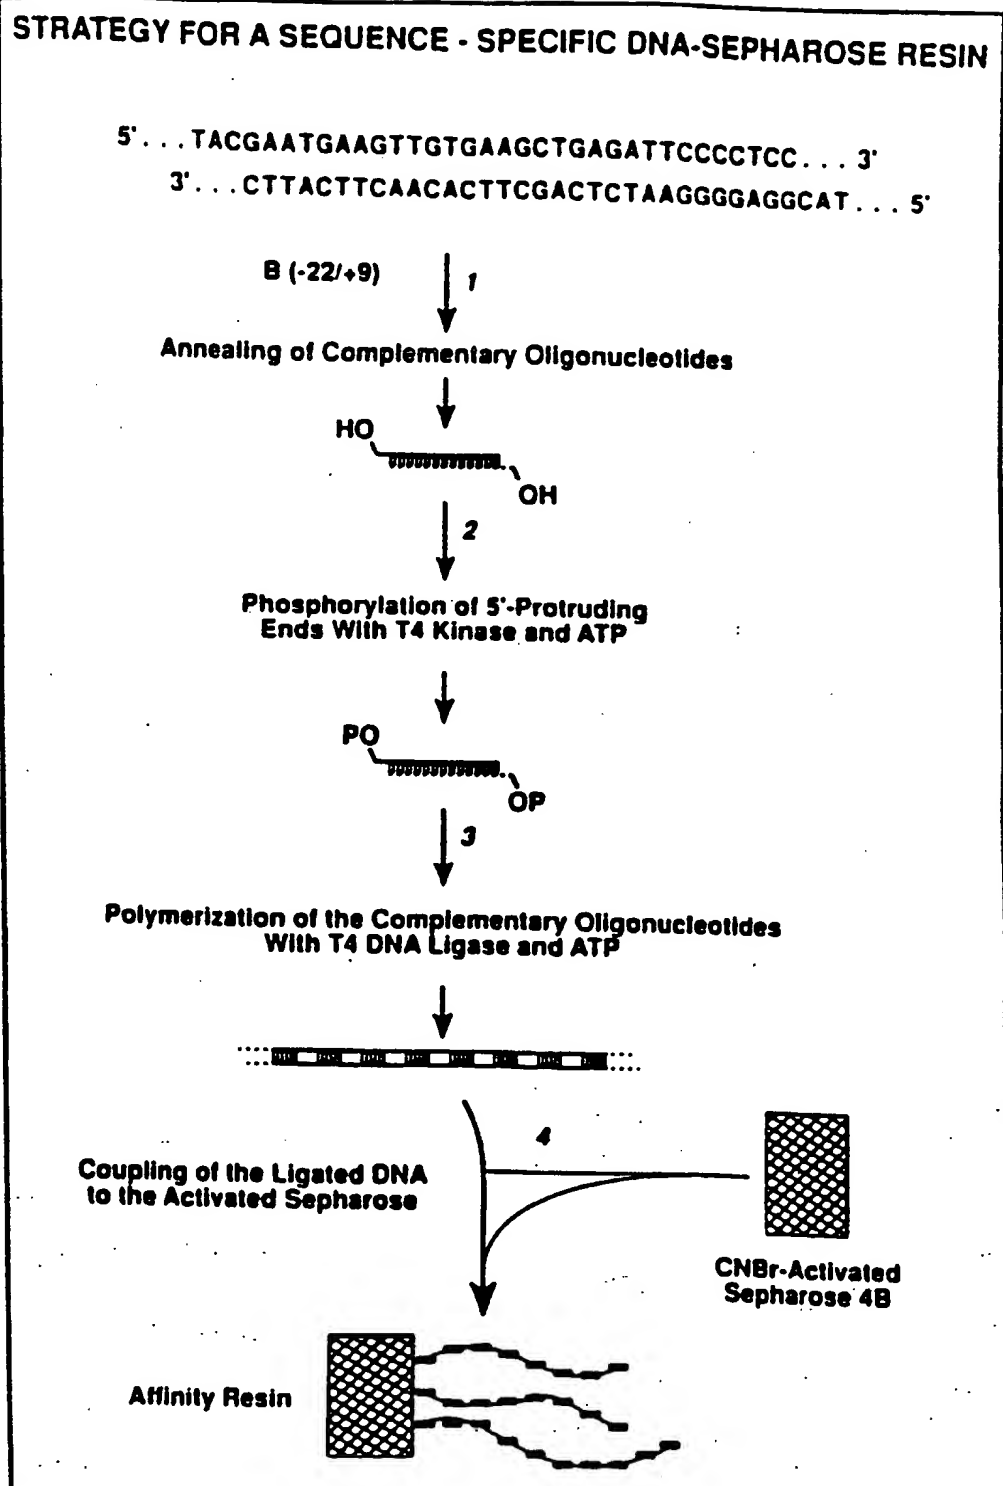 STRATEGY FOR A SEQUENCE - SPECIFIC DNA-SEPHAROSE RESIN
5'...TACGAATGAAGTTGTGAAGCTGAGATTCCCCTCC...3'
3'...CTTACTTCAACACTTCGACTCTAAGGGGAGGCAT...5'
B (-22/+9)
1
Annealing of Complementary Oligonucleotides
HO
OH
2
Phosphorylation of 5'-Protruding
Ends With T4 Kinase and ATP
PO
OP
3
Polymerization of the Complementary Oligonucleotides
With T4 DNA Ligase and ATP
4
Coupling of the Ligated DNA
to the Activated Sepharose
CNBr-Activated
Sepharose 4B
Affinity Resin